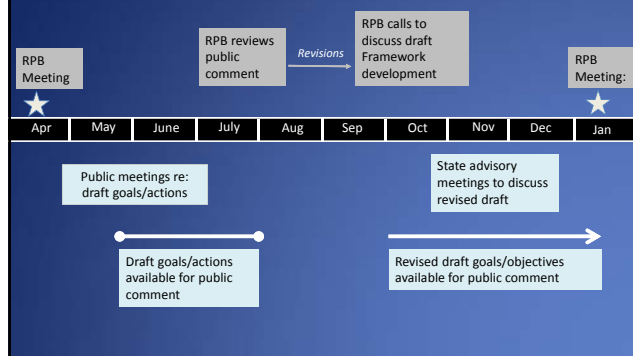 RPB
Meeting
RPB reviews
public
comment
Revisions
RPB calls to
discuss draft
Framework
development
RPB
Meeting:
Apr May June July Aug Sep Oct Nov Dec Jan
Public meetings re:
draft goals/actions
State advisory
meetings to discuss
revised draft
Draft goals/actions
available for public
comment
Revised draft goals/objectives
available for public comment